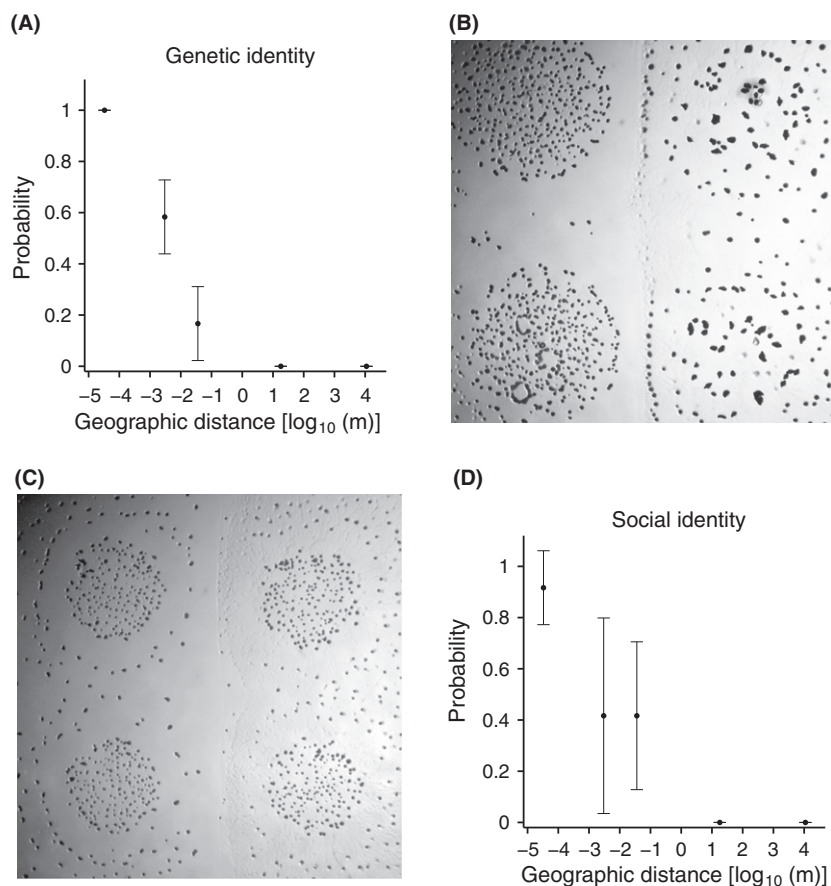 (A)
Genetic identity
1
0.8
0.6
0.4
0.2
0
Probability
−5 −4 −3 −2 −1 0 1 2 3 4 5
Geographic distance [log10 (m)]
(B)
(C)
(D)
Social identity
1
0.8
0.6
0.4
0.2
0
Probability
−5 −4 −3 −2 −1 0 1 2 3 4 5
Geographic distance [log10 (m)]